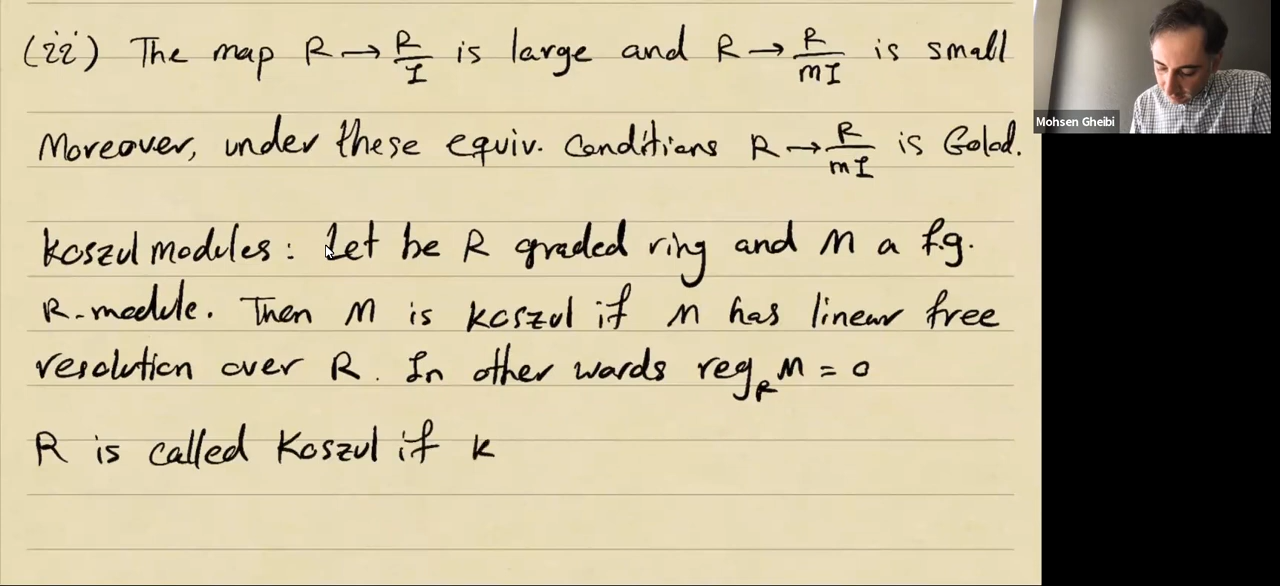 (ii) The map R → R/I is large and R → R/mI is small
Moreover, under these equiv. Conditions R → R/mI is Golod.
Koszul Modules : Let be R graded ring and M a f.g.
R-module. Then M is Koszul if M has linear free
resolution over R. In other words reg_R M = 0
R is called Koszul if k
Mohsen Gheibi